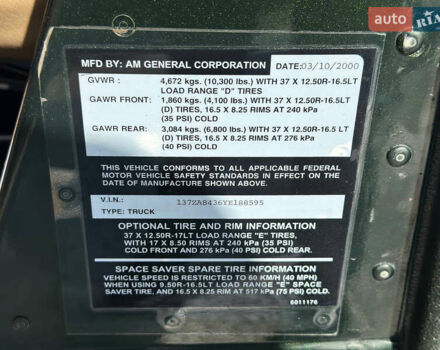 AUTO
RIA
MFD BY: AM GENERAL CORPORATION DATE: 03/10/2000
GVWR : 4,672 kgs. (10,300 lbs.) WITH 37 X 12.50R-16.5LT
LOAD RANGE "D" TIRES
GAWR FRONT: 1,860 kgs. (4,100 lbs.) WITH 37 X 12.50R-16.5LT
(D) TIRES, 16.5 X 8.25 RIMS AT 240 kPa
(35 PSI) COLD
GAWR REAR: 3,084 kgs. (6,800 lbs.) WITH 37 X 12.50R-16.5 LT
(D) TIRES, 16.5 X 8.25 RIMS AT 276 kPa
(40 PSI) COLD
THIS VEHICLE CONFORMS TO ALL APPLICABLE FEDERAL
MOTOR VEHICLE SAFETY STANDARDS IN EFFECT ON THE
DATE OF MANUFACTURE SHOWN ABOVE.
V.I.N.: 137ZA8436YE188595
TYPE: TRUCK
OPTIONAL TIRE AND RIM INFORMATION
37 X 12.50R-17LT LOAD RANGE "E" TIRES,
WITH 17 X 8.50 RIMS AT 240 kPa (35 PSI)
COLD FRONT AND 276 kPa (40 PSI) COLD REAR.
SPACE SAVER SPARE TIRE INFORMATION
VEHICLE SPEED IS RESTRICTED TO 60 KM/H (40 MPH)
WHEN USING 9.50R-16.5LT LOAD RANGE "E" SPACE
SAVER TIRE, AND 16.5 X 8.25 RIM AT 517 kPa (75 PSI) COLD.
6011176